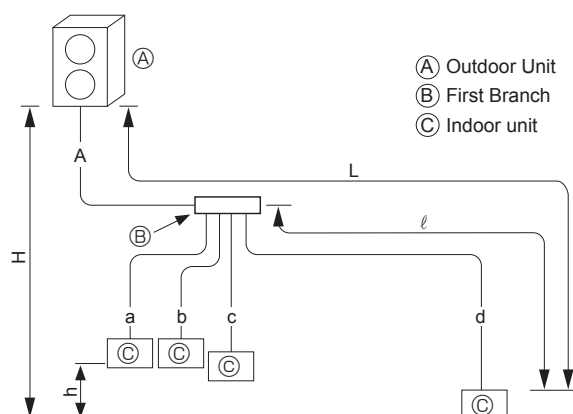 Ⓐ
Ⓐ Outdoor Unit
Ⓑ First Branch
Ⓒ Indoor unit
A
L
Ⓑ
ℓ
H
a
b
c
d
Ⓒ
Ⓒ
Ⓒ
h
Ⓒ